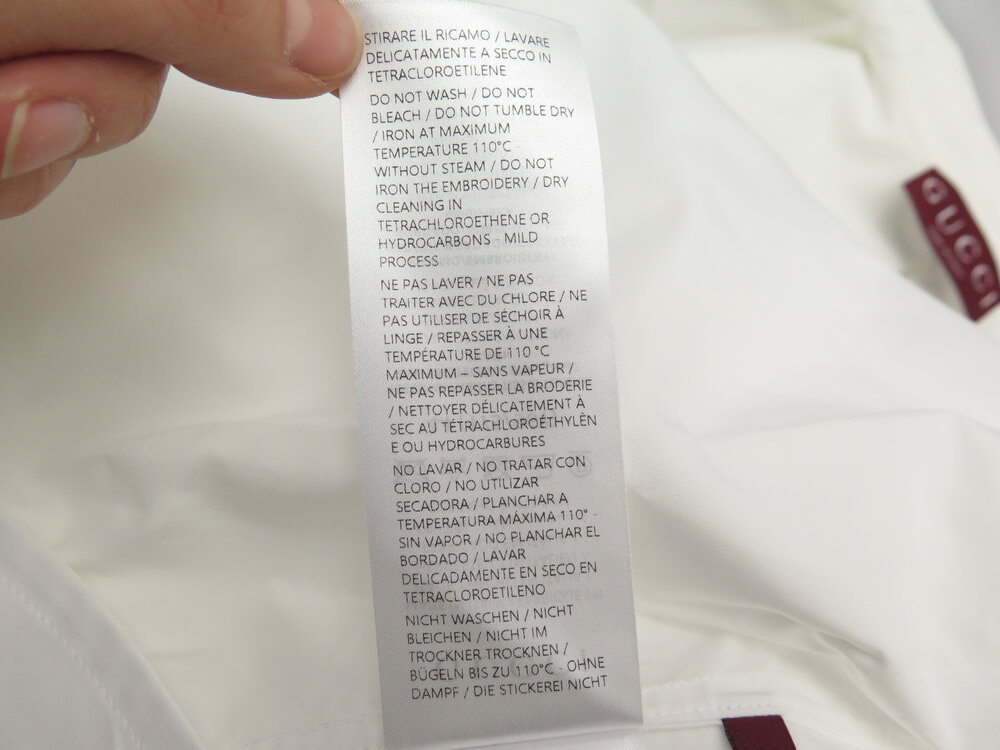 STIRARE IL RICAMO / LAVARE
DELICATAMENTE A SECCO IN
TETRACLOROETILENE
DO NOT WASH / DO NOT
BLEACH / DO NOT TUMBLE DRY
/ IRON AT MAXIMUM
TEMPERATURE 110°C -
WITHOUT STEAM / DO NOT
IRON THE EMBROIDERY / DRY
CLEANING IN
TETRACHLOROETHENE OR
HYDROCARBONS - MILD
PROCESS
NE PAS LAVER / NE PAS
TRAITER AVEC DU CHLORE / NE
PAS UTILISER DE SÉCHOIR À
LINGE / REPASSER À UNE
TEMPÉRATURE DE 110 °C
MAXIMUM – SANS VAPEUR /
NE PAS REPASSER LA BRODERIE
/ NETTOYER DÉLICATEMENT À
SEC AU TÉTRACHLOROÉTHYLÈN
E OU HYDROCARBURES
NO LAVAR / NO TRATAR CON
CLORO / NO UTILIZAR
SECADORA / PLANCHAR A
TEMPERATURA MÁXIMA 110° -
SIN VAPOR / NO PLANCHAR EL
BORDADO / LAVAR
DELICADAMENTE EN SECO EN
TETRACLOROETILENO
NICHT WASCHEN / NICHT
BLEICHEN / NICHT IM
TROCKNER TROCKNEN /
BÜGELN BIS ZU 110°C - OHNE
DAMPF / DIE STICKEREI NICHT
GUCCI